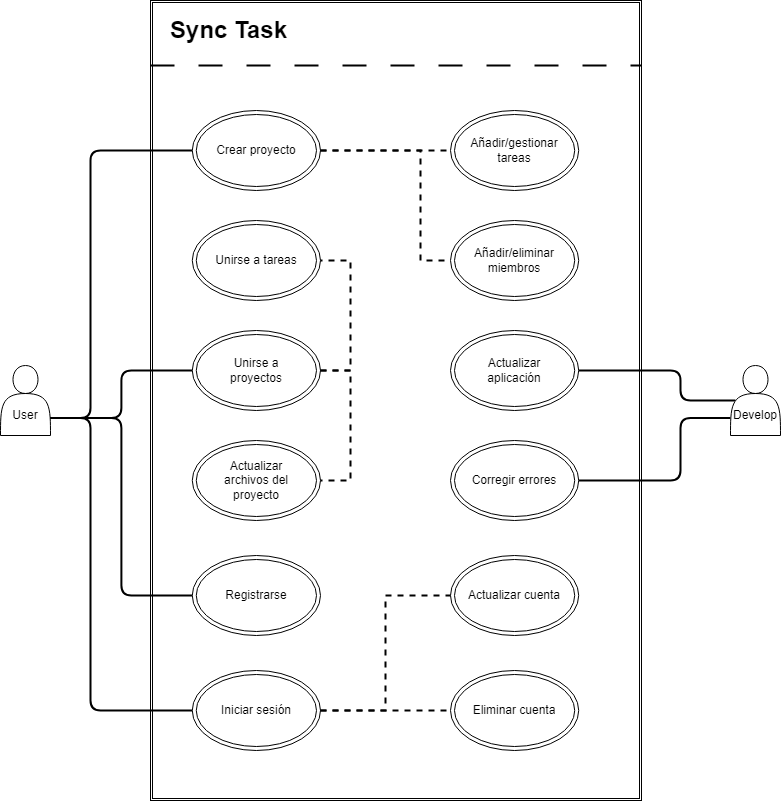 Sync Task
Crear proyecto
Añadir/gestionar
tareas
Unirse a tareas
Añadir/eliminar
miembros
Unirse a
proyectos
Actualizar
aplicación
User
Develop
Actualizar
archivos del
proyecto
Corregir errores
Registrarse
Actualizar cuenta
Iniciar sesión
Eliminar cuenta